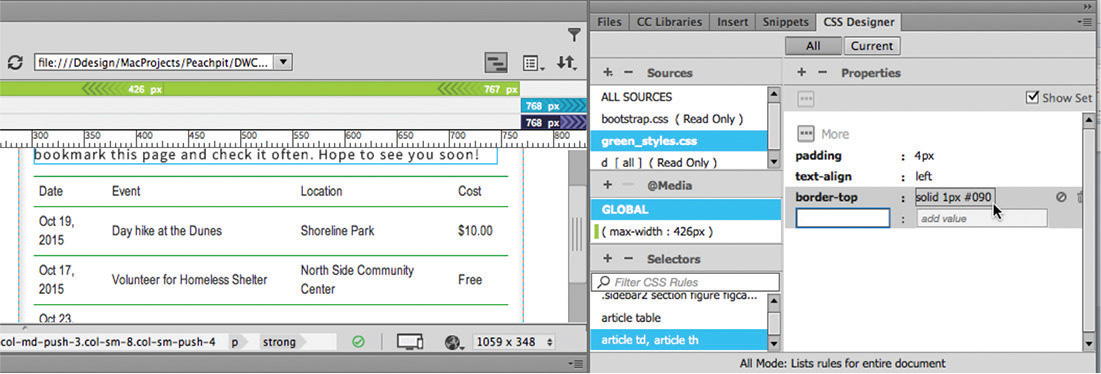 Files CC Libraries Insert Snippets CSS Designer
All Current
file:///Ddesign/MacProjects/Peachpit/DWC...
426 px 767 px
768 px
768 px
300 350 400 450 500 550 600 650 700 750 800
bookmark this page and check it often. Hope to see you soon!
Date Event Location Cost
Oct 19,
2015 Day hike at the Dunes Shoreline Park $10.00
Oct 17,
2015 Volunteer for Homeless Shelter North Side Community
Center Free
Oct 23,
col-md-push-3.col-sm-8.col-sm-push-4 p strong 1059 x 348
+ − Sources
ALL SOURCES
bootstrap.css ( Read Only )
green_styles.css
d [ all ] ( Read Only )
+ − @Media
GLOBAL
( max-width : 426px )
+ − Selectors
Filter CSS Rules
.sidebar2 section figure figca...
article table
article td, article th
+ − Properties
Show Set
More
padding : 4px
text-align : left
border-top : solid 1px #090
: add value
All Mode: Lists rules for entire document